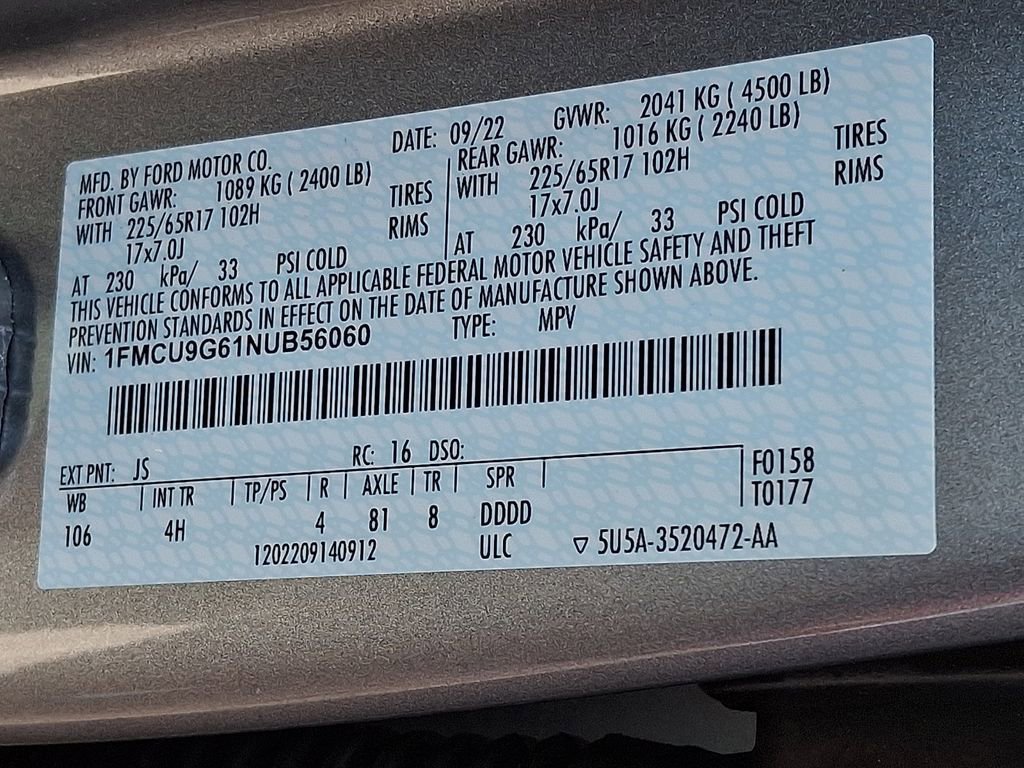 MFD. BY FORD MOTOR CO. DATE: 09/22 GVWR: 2041 KG ( 4500 LB)
FRONT GAWR: 1089 KG ( 2400 LB) REAR GAWR: 1016 KG ( 2240 LB)
WITH 225/65R17 102H TIRES WITH 225/65R17 102H TIRES
17x7.0J RIMS 17x7.0J RIMS
AT 230 kPa/ 33 PSI COLD AT 230 kPa/ 33 PSI COLD
THIS VEHICLE CONFORMS TO ALL APPLICABLE FEDERAL MOTOR VEHICLE SAFETY AND THEFT
PREVENTION STANDARDS IN EFFECT ON THE DATE OF MANUFACTURE SHOWN ABOVE.
VIN: 1FMCU9G61NUB56060 TYPE: MPV
EXT PNT: JS RC: 16 DSO:
WB INT TR TP/PS R AXLE TR SPR F0158
106 4H 4 81 8 DDDD T0177
1202209140912 ULC ▽ 5U5A-3520472-AA